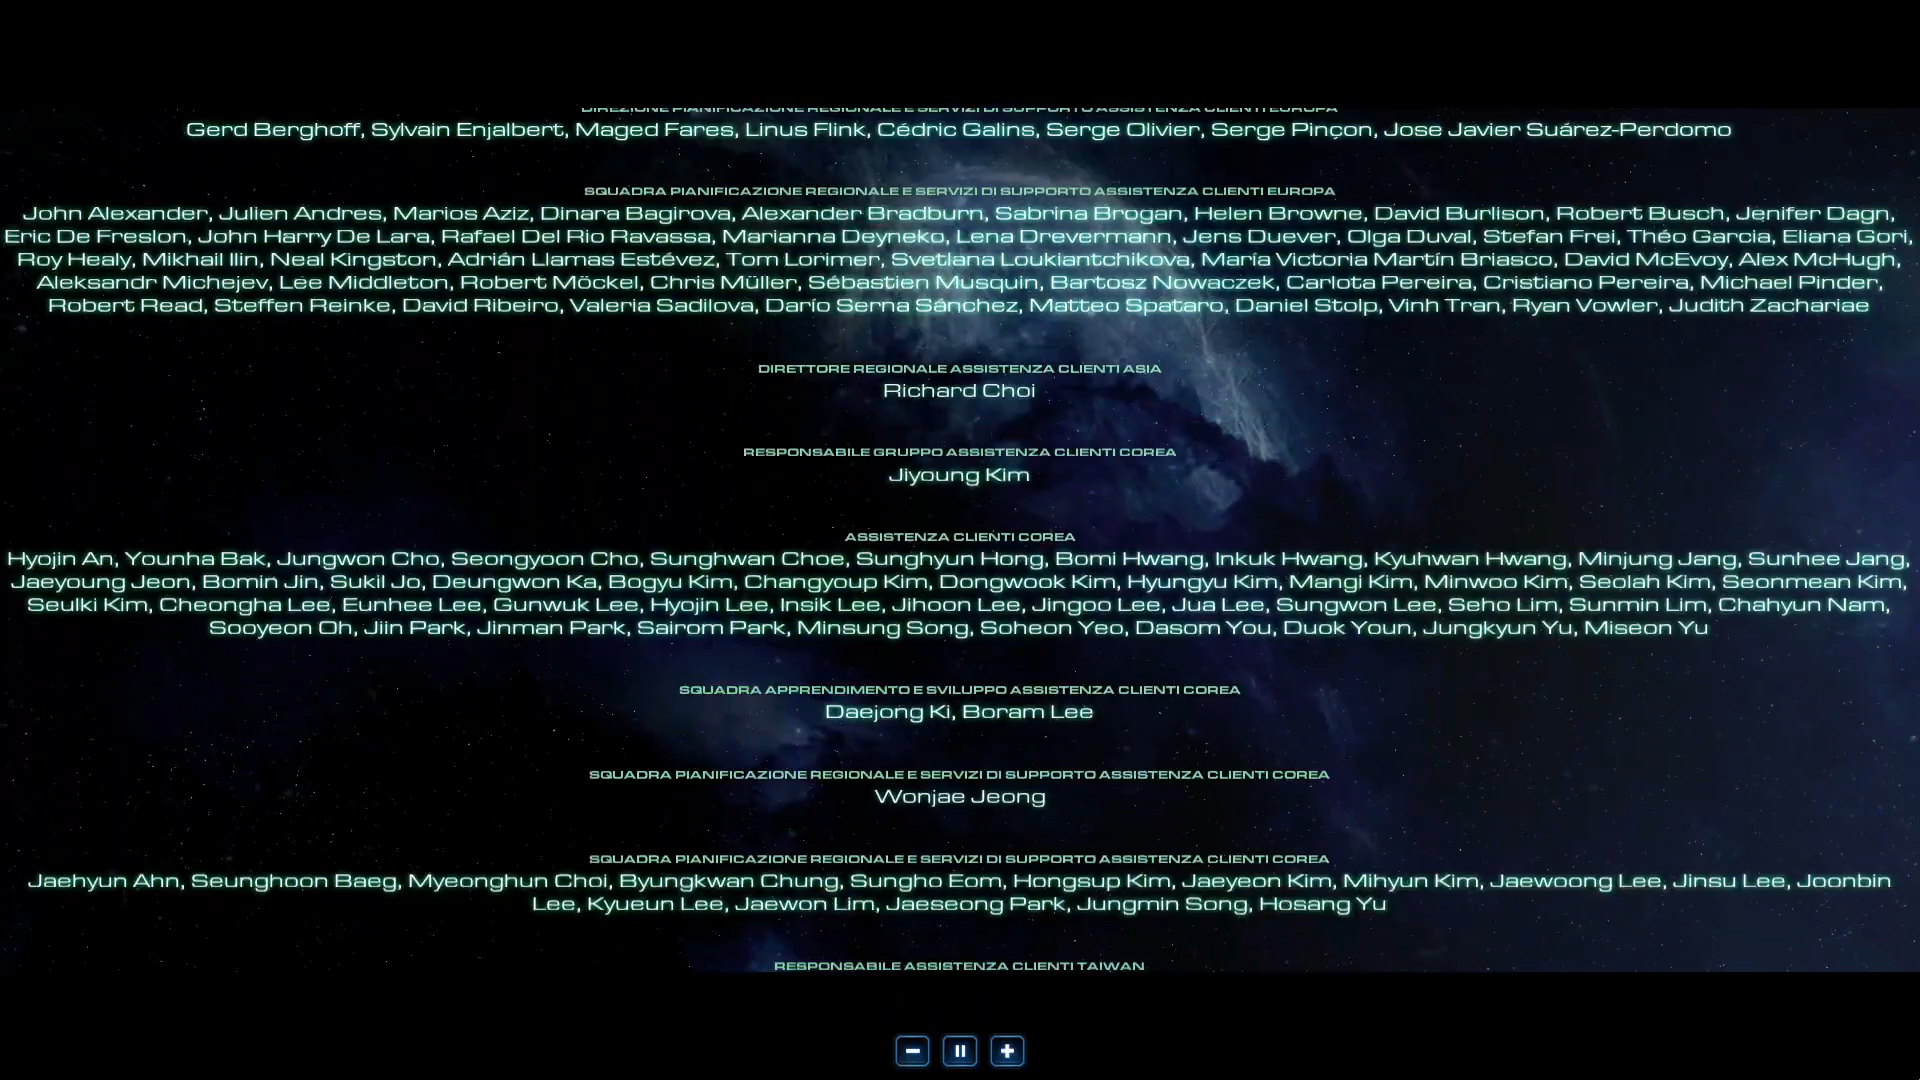 DIREZIONE PIANIFICAZIONE REGIONALE E SERVIZI DI SUPPORTO ASSISTENZA CLIENTI EUROPA
Gerd Berghoff, Sylvain Enjalbert, Maged Fares, Linus Flink, Cédric Galins, Serge Olivier, Serge Pinçon, Jose Javier Suárez-Perdomo
SQUADRA PIANIFICAZIONE REGIONALE E SERVIZI DI SUPPORTO ASSISTENZA CLIENTI EUROPA
John Alexander, Julien Andres, Marios Aziz, Dinara Bagirova, Alexander Bradburn, Sabrina Brogan, Helen Browne, David Burlison, Robert Busch, Jenifer Dagn,
Eric De Freslon, John Harry De Lara, Rafael Del Rio Ravassa, Marianna Deyneko, Lena Drevermann, Jens Duever, Olga Duval, Stefan Frei, Théo Garcia, Eliana Gori,
Roy Healy, Mikhail Ilin, Neal Kingston, Adrián Llamas Estévez, Tom Lorimer, Svetlana Loukiantchikova, María Victoria Martín Briasco, David McEvoy, Alex McHugh,
Aleksandr Michejev, Lee Middleton, Robert Möckel, Chris Müller, Sébastien Musquin, Bartosz Nowaczek, Carlota Pereira, Cristiano Pereira, Michael Pinder,
Robert Read, Steffen Reinke, David Ribeiro, Valeria Sadilova, Darío Serna Sánchez, Matteo Spataro, Daniel Stolp, Vinh Tran, Ryan Vowler, Judith Zachariae
DIRETTORE REGIONALE ASSISTENZA CLIENTI ASIA
Richard Choi
RESPONSABILE GRUPPO ASSISTENZA CLIENTI COREA
Jiyoung Kim
ASSISTENZA CLIENTI COREA
Hyojin An, Younha Bak, Jungwon Cho, Seongyoon Cho, Sunghwan Choe, Sunghyun Hong, Bomi Hwang, Inkuk Hwang, Kyuhwan Hwang, Minjung Jang, Sunhee Jang,
Jaeyoung Jeon, Bomin Jin, Sukil Jo, Deungwon Ka, Bogyu Kim, Changyoup Kim, Dongwook Kim, Hyungyu Kim, Mangi Kim, Minwoo Kim, Seolah Kim, Seonmean Kim,
Seulki Kim, Cheongha Lee, Eunhee Lee, Gunwuk Lee, Hyojin Lee, Insik Lee, Jihoon Lee, Jingoo Lee, Jua Lee, Sungwon Lee, Seho Lim, Sunmin Lim, Chahyun Nam,
Sooyeon Oh, Jiin Park, Jinman Park, Sairom Park, Minsung Song, Soheon Yeo, Dasom You, Duok Youn, Jungkyun Yu, Miseon Yu
SQUADRA APPRENDIMENTO E SVILUPPO ASSISTENZA CLIENTI COREA
Daejong Ki, Boram Lee
SQUADRA PIANIFICAZIONE REGIONALE E SERVIZI DI SUPPORTO ASSISTENZA CLIENTI COREA
Wonjae Jeong
SQUADRA PIANIFICAZIONE REGIONALE E SERVIZI DI SUPPORTO ASSISTENZA CLIENTI COREA
Jaehyun Ahn, Seunghoon Baeg, Myeonghun Choi, Byungkwan Chung, Sungho Eom, Hongsup Kim, Jaeyeon Kim, Mihyun Kim, Jaewoong Lee, Jinsu Lee, Joonbin
Lee, Kyueun Lee, Jaewon Lim, Jaeseong Park, Jungmin Song, Hosang Yu
RESPONSABILE ASSISTENZA CLIENTI TAIWAN